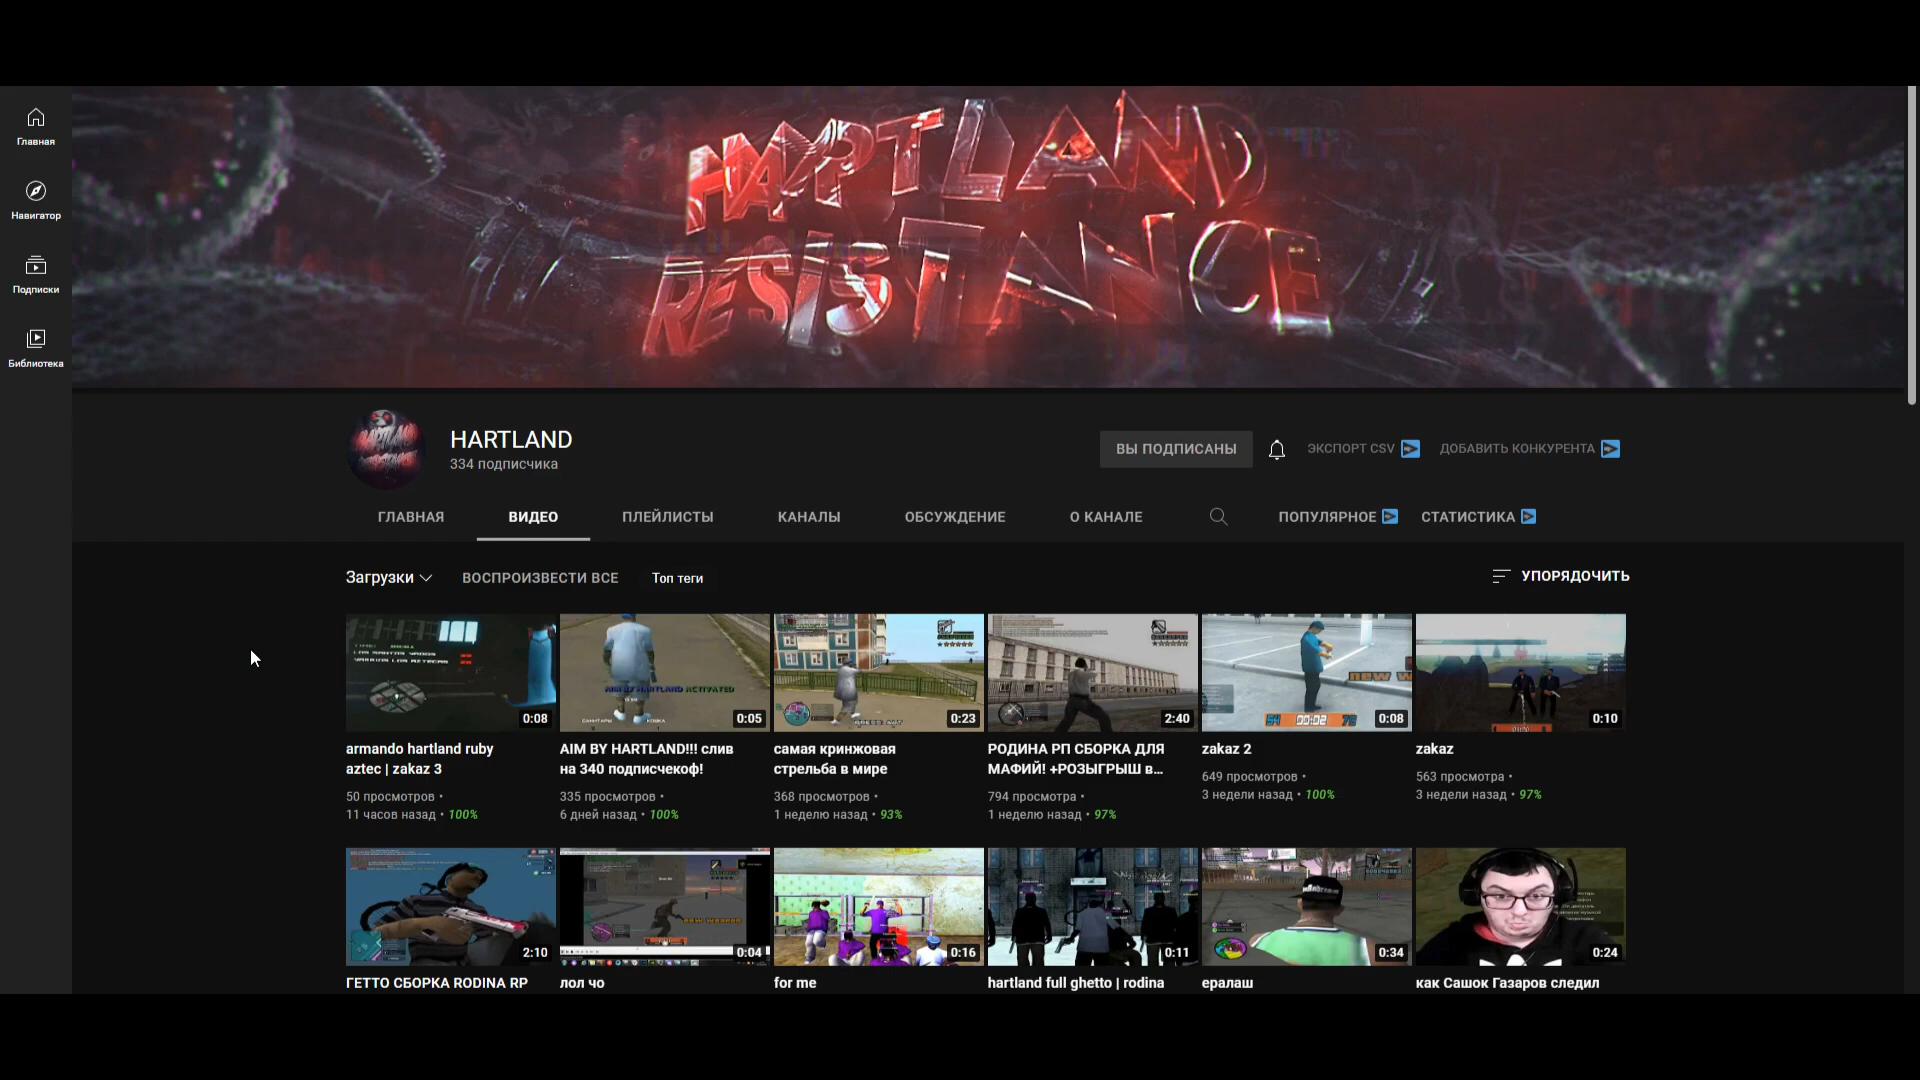 HARTLAND
RESISTANCE
Главная
Навигатор
Подписки
Библиотека
HARTLAND
334 подписчика
ВЫ ПОДПИСАНЫ
ЭКСПОРТ CSV
ДОБАВИТЬ КОНКУРЕНТА
ГЛАВНАЯ
ВИДЕО
ПЛЕЙЛИСТЫ
КАНАЛЫ
ОБСУЖДЕНИЕ
О КАНАЛЕ
ПОПУЛЯРНОЕ
СТАТИСТИКА
Загрузки
ВОСПРОИЗВЕСТИ ВСЕ
Топ теги
УПОРЯДОЧИТЬ
0:08
armando hartland ruby
aztec | zakaz 3
50 просмотров •
11 часов назад • 100%
AIM BY HARTLAND ACTIVATED
0:05
AIM BY HARTLAND!!! слив
на 340 подписчекоф!
335 просмотров •
6 дней назад • 100%
0:23
самая кринжовая
стрельба в мире
368 просмотров •
1 неделю назад • 93%
2:40
РОДИНА РП СБОРКА ДЛЯ
МАФИЙ! +РОЗЫГРЫШ в...
794 просмотра •
1 неделю назад • 97%
00:02
0:08
zakaz 2
649 просмотров •
3 недели назад • 100%
0:10
zakaz
563 просмотра •
3 недели назад • 97%
2:10
ГЕТТО СБОРКА RODINA RP
0:04
лол чо
0:16
for me
0:11
hartland full ghetto | rodina
0:34
ералаш
0:24
как Сашок Газаров следил